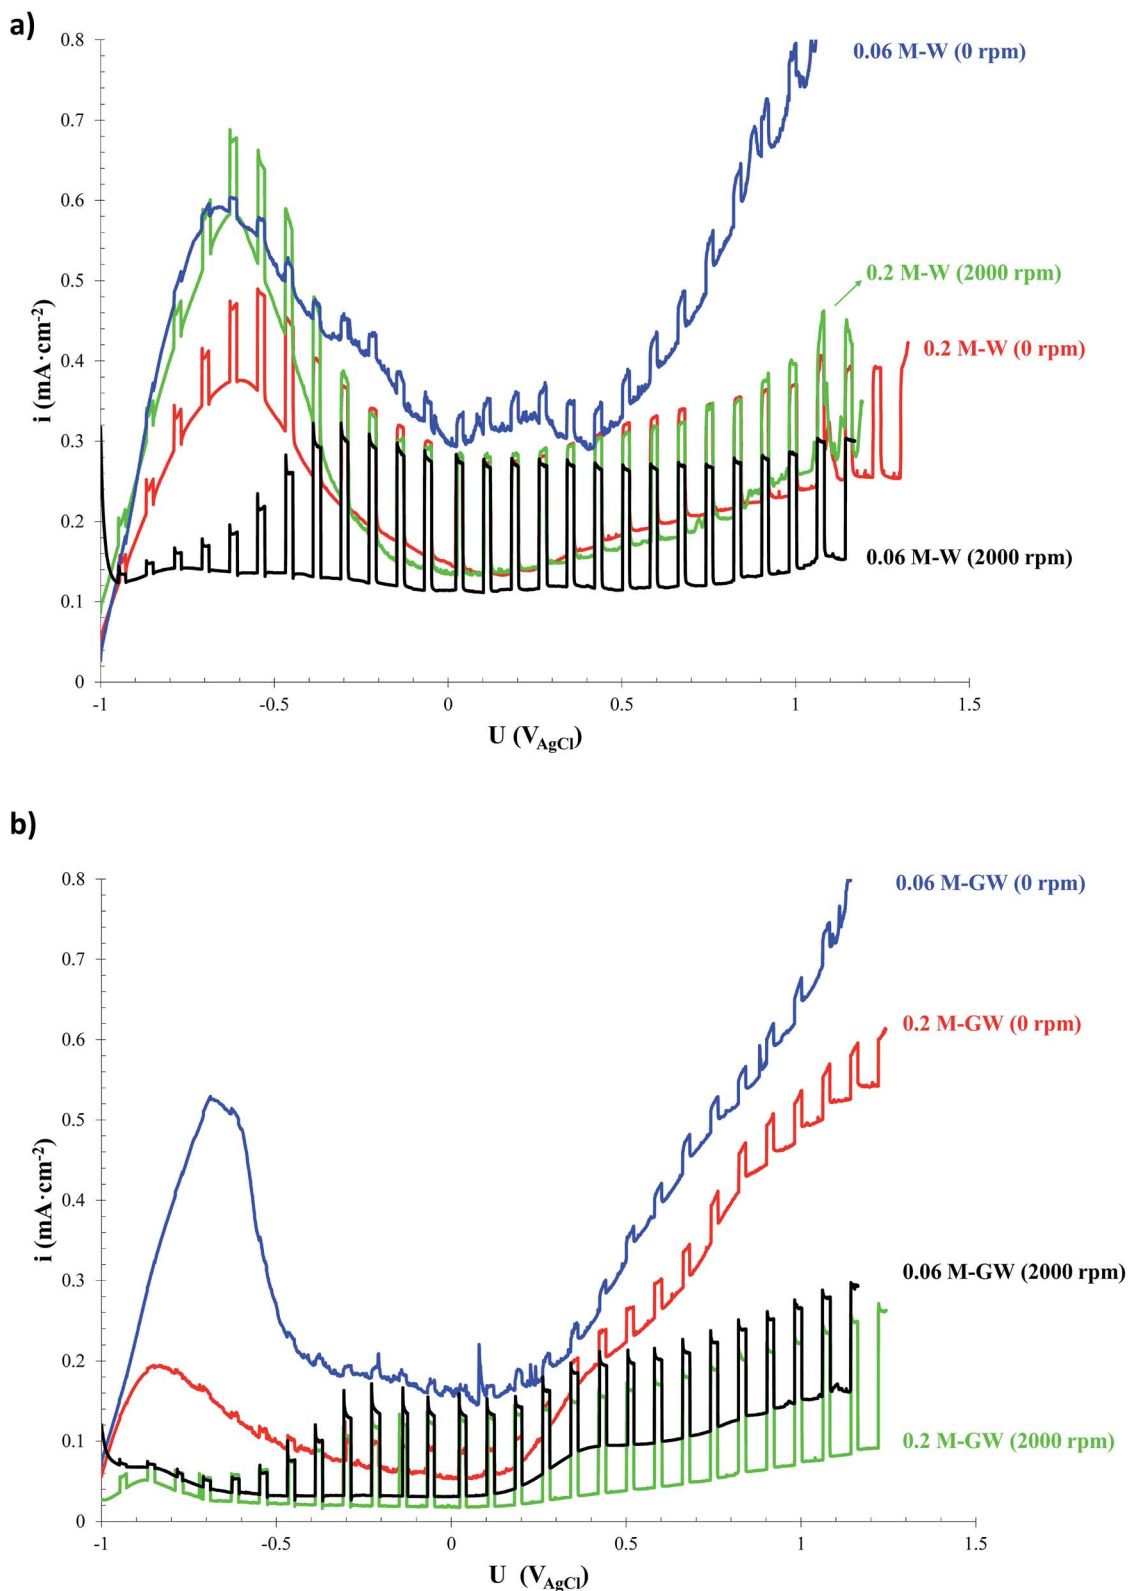 a)
0.8
0.06 M-W (0 rpm)
0.7
0.6
0.5
0.2 M-W (2000 rpm)
0.4
0.2 M-W (0 rpm)
i (mA·cm-2)
0.3
0.2
0.06 M-W (2000 rpm)
0.1
0
-1 -0.5 0 0.5 1 1.5
U (VAgCl)
b)
0.8
0.06 M-GW (0 rpm)
0.7
0.6
0.2 M-GW (0 rpm)
0.5
0.4
i (mA·cm-2)
0.3
0.06 M-GW (2000 rpm)
0.2
0.1
0.2 M-GW (2000 rpm)
0
-1 -0.5 0 0.5 1 1.5
U (VAgCl)